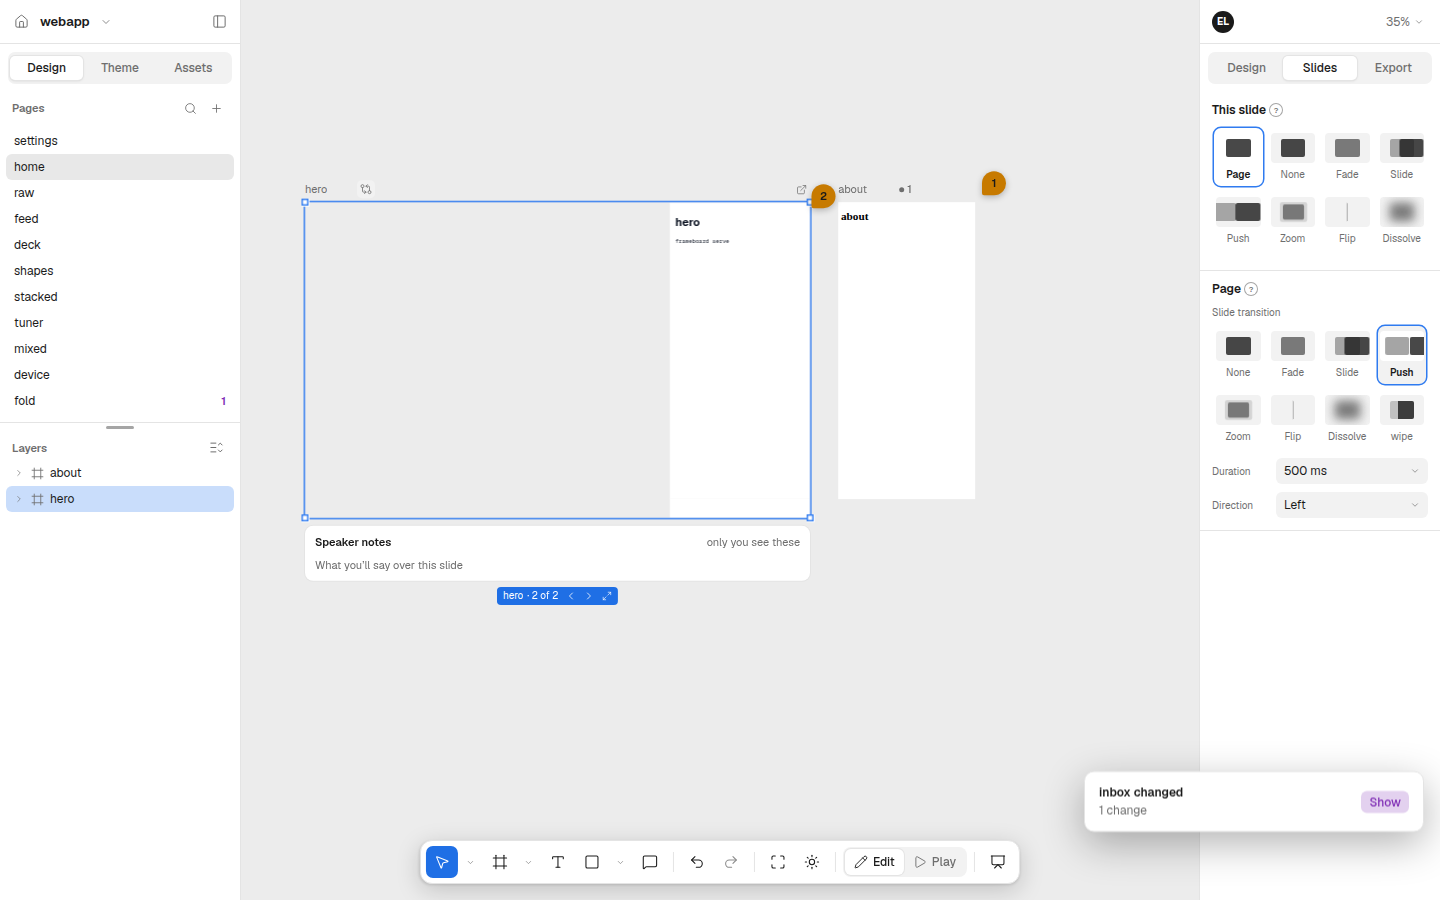 webapp
Design
Theme
Assets
Pages
settings
home
raw
feed
deck
shapes
stacked
tuner
mixed
device
fold
1
Layers
about
hero
hero
2
about
1
1
hero
frameboard serve
about
Speaker notes
only you see these
What you'll say over this slide
hero · 2 of 2
Edit
Play
EL
35%
Design
Slides
Export
This slide
Page
None
Fade
Slide
Push
Zoom
Flip
Dissolve
Page
Slide transition
None
Fade
Slide
Push
Zoom
Flip
Dissolve
wipe
Duration
500 ms
Direction
Left
inbox changed
1 change
Show